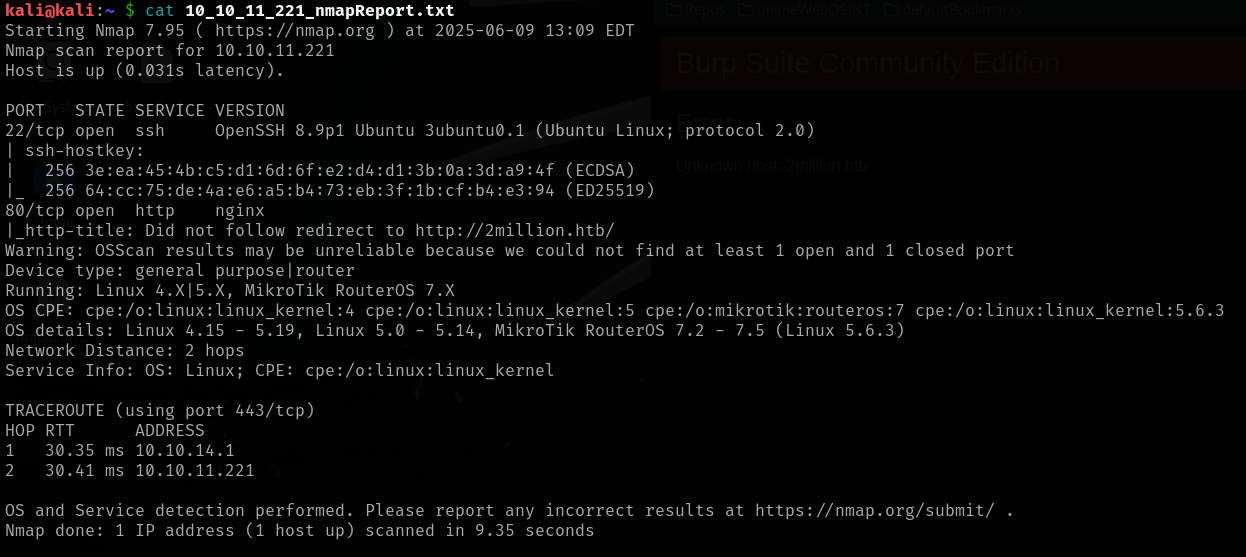 kali@kali:~ $ cat 10_10_11_221_nmapReport.txt
Starting Nmap 7.95 ( https://nmap.org ) at 2025-06-09 13:09 EDT
Nmap scan report for 10.10.11.221
Host is up (0.031s latency).
PORT   STATE SERVICE VERSION
22/tcp open  ssh     OpenSSH 8.9p1 Ubuntu 3ubuntu0.1 (Ubuntu Linux; protocol 2.0)
| ssh-hostkey:
|   256 3e:ea:45:4b:c5:d1:6d:6f:e2:d4:d1:3b:0a:3d:a9:4f (ECDSA)
|_  256 64:cc:75:de:4a:e6:a5:b4:73:eb:3f:1b:cf:b4:e3:94 (ED25519)
80/tcp open  http    nginx
|_http-title: Did not follow redirect to http://2million.htb/
Warning: OSScan results may be unreliable because we could not find at least 1 open and 1 closed port
Device type: general purpose|router
Running: Linux 4.X|5.X, MikroTik RouterOS 7.X
OS CPE: cpe:/o:linux:linux_kernel:4 cpe:/o:linux:linux_kernel:5 cpe:/o:mikrotik:routeros:7 cpe:/o:linux:linux_kernel:5.6.3
OS details: Linux 4.15 - 5.19, Linux 5.0 - 5.14, MikroTik RouterOS 7.2 - 7.5 (Linux 5.6.3)
Network Distance: 2 hops
Service Info: OS: Linux; CPE: cpe:/o:linux:linux_kernel
TRACEROUTE (using port 443/tcp)
HOP RTT      ADDRESS
1   30.35 ms 10.10.14.1
2   30.41 ms 10.10.11.221
OS and Service detection performed. Please report any incorrect results at https://nmap.org/submit/ .
Nmap done: 1 IP address (1 host up) scanned in 9.35 seconds
Repos onlineWebOSINT defaultBookmarks
Burp Suite Community Edition
Error
Unknown host: 2million.htb